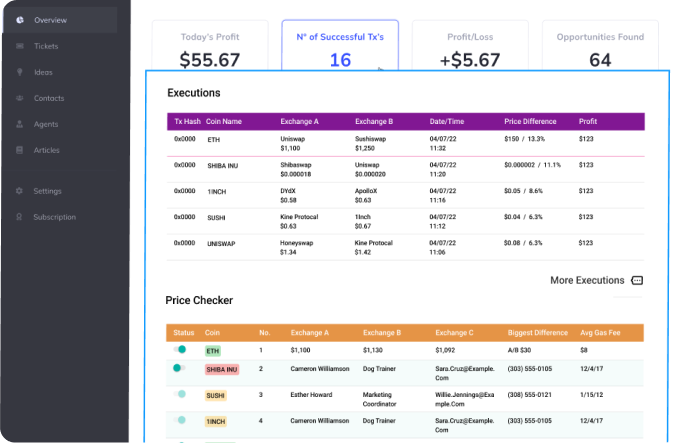 Overview
Tickets
Ideas
Contacts
Agents
Articles
Settings
Subscription
Today's Profit
$55.67
N° of Successful Tx's
16
Profit/Loss
+$5.67
Opportunities Found
64
Executions
Tx Hash Coin Name Exchange A Exchange B Date/Time Price Difference Profit
0x0000 ETH Uniswap Sushiswap 04/07/22 $150 / 13.3% $123
$1,100 $1,250 11:32
0x0000 SHIBA INU Shibaswap Uniswap 04/07/22 $0.000002 / 11.1% $123
$0.000018 $0.000020 11:20
0x0000 1INCH DYdX ApolloX 04/07/22 $0.05 / 8.6% $123
$0.58 $0.63 11:16
0x0000 SUSHI Kine Protocal 1Inch 04/07/22 $0.04 / 6.3% $123
$0.63 $0.67 11:12
0x0000 UNISWAP Honeyswap Kine Protocal 04/07/22 $0.08 / 6.3% $123
$1.34 $1.42 11:06
More Executions
Price Checker
Status Coin No. Exchange A Exchange B Exchange C Biggest Difference Avg Gas Fee
ETH 1 $1,100 $1,130 $1,092 A/B $30 $8
SHIBA INU 2 Cameron Williamson Dog Trainer Sara.Cruz@Example. (303) 555-0105 12/4/17
Com
SUSHI 3 Esther Howard Marketing Willie.Jennings@Exa (308) 555-0121 1/15/12
Coordinator mple.Com
1INCH 4 Cameron Williamson Dog Trainer Sara.Cruz@Example. (303) 555-0105 12/4/17
Com